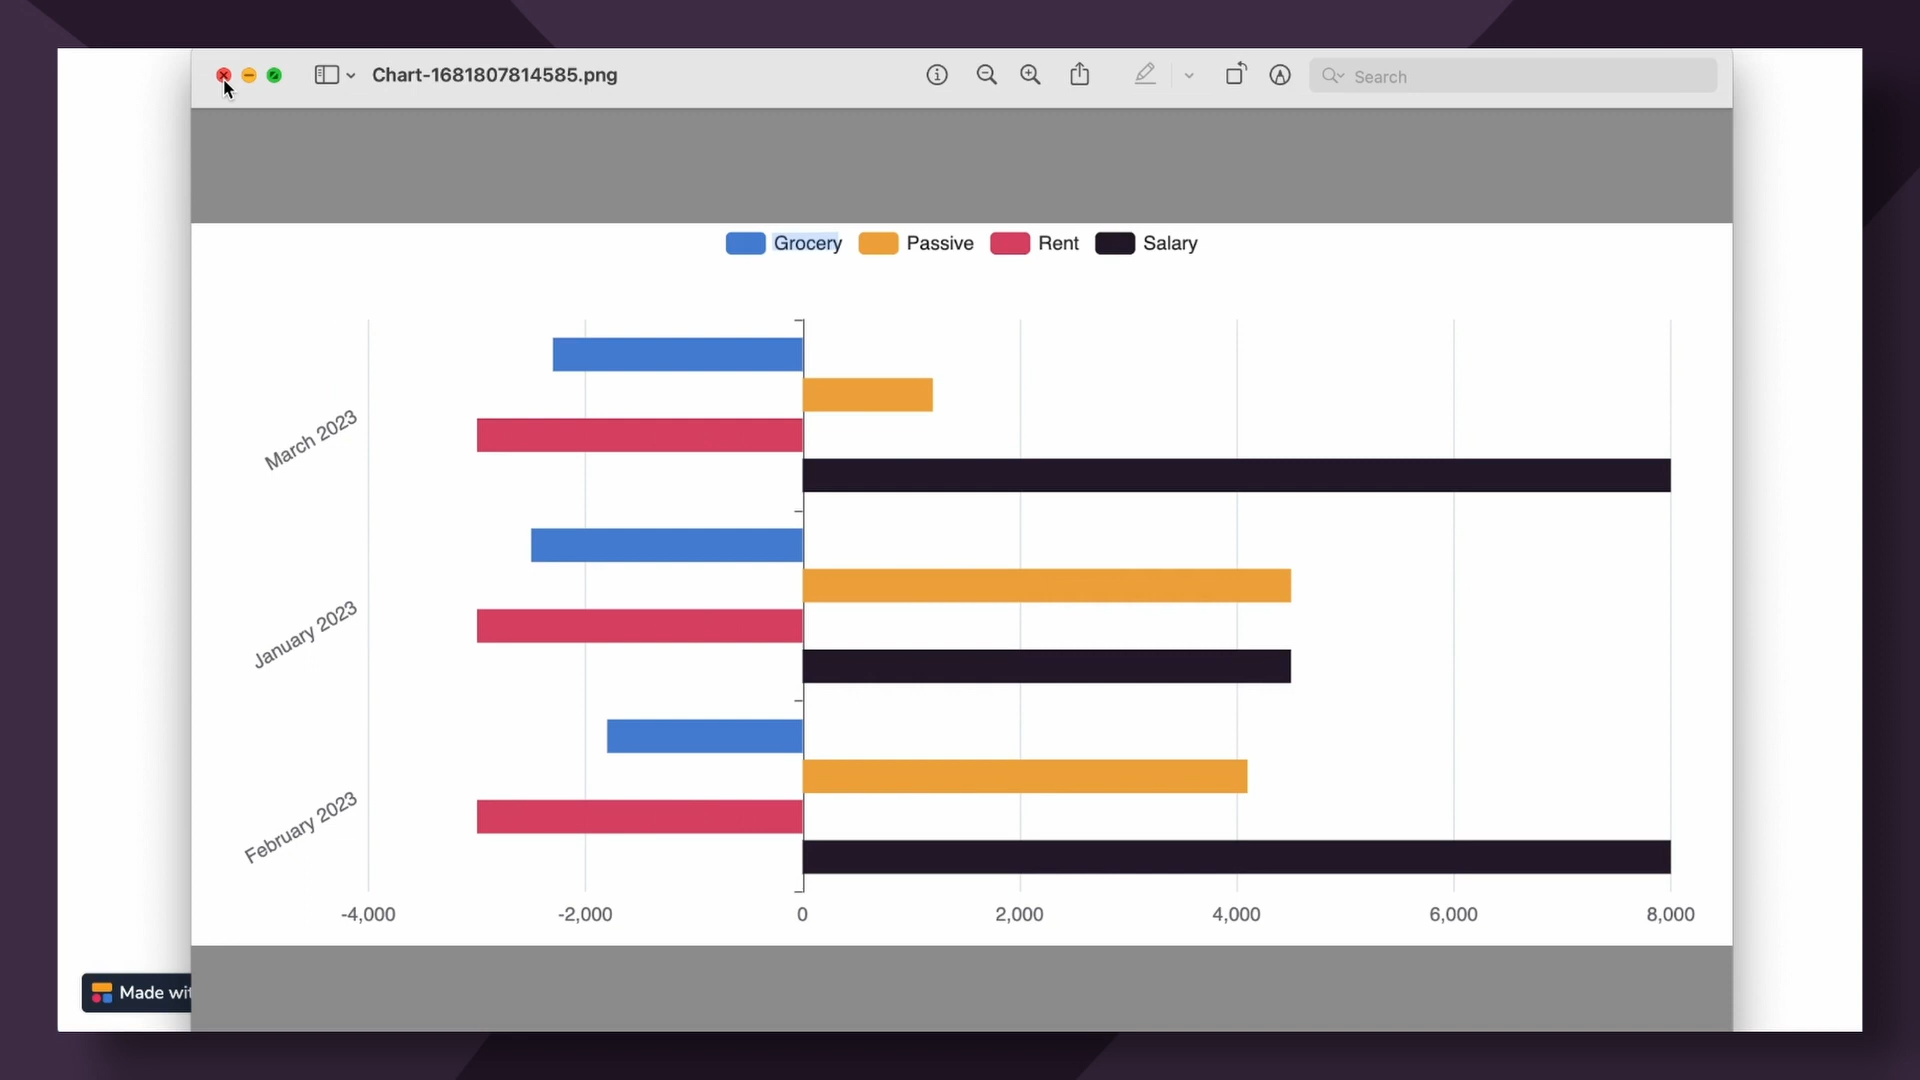 Chart-1681807814585.png
Search
Grocery Passive Rent Salary
March 2023
January 2023
February 2023
-4,000 -2,000 0 2,000 4,000 6,000 8,000
Made wit